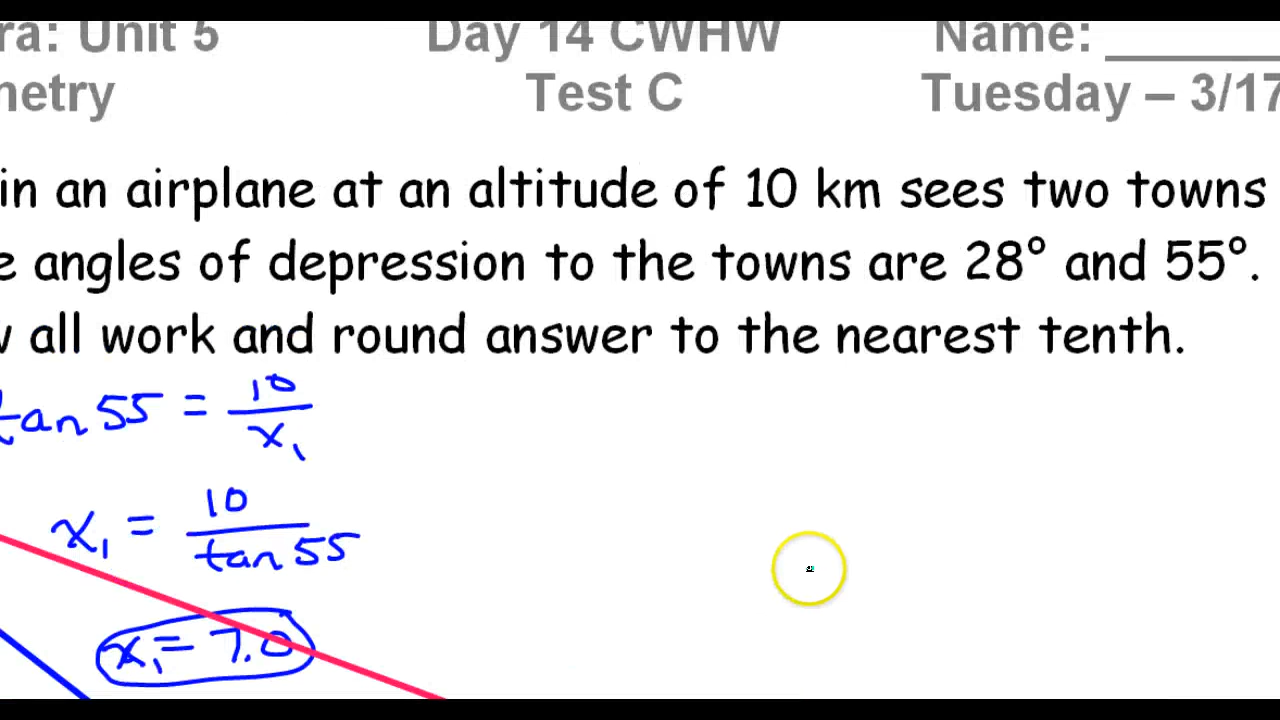 ra: Unit 5 Day 14 CWHW Name: ________
netry Test C Tuesday – 3/17
in an airplane at an altitude of 10 km sees two towns
e angles of depression to the towns are 28° and 55°.
w all work and round answer to the nearest tenth.
tan 55 = 10/x₁
x₁ = 10/tan 55
x₁ = 7.0